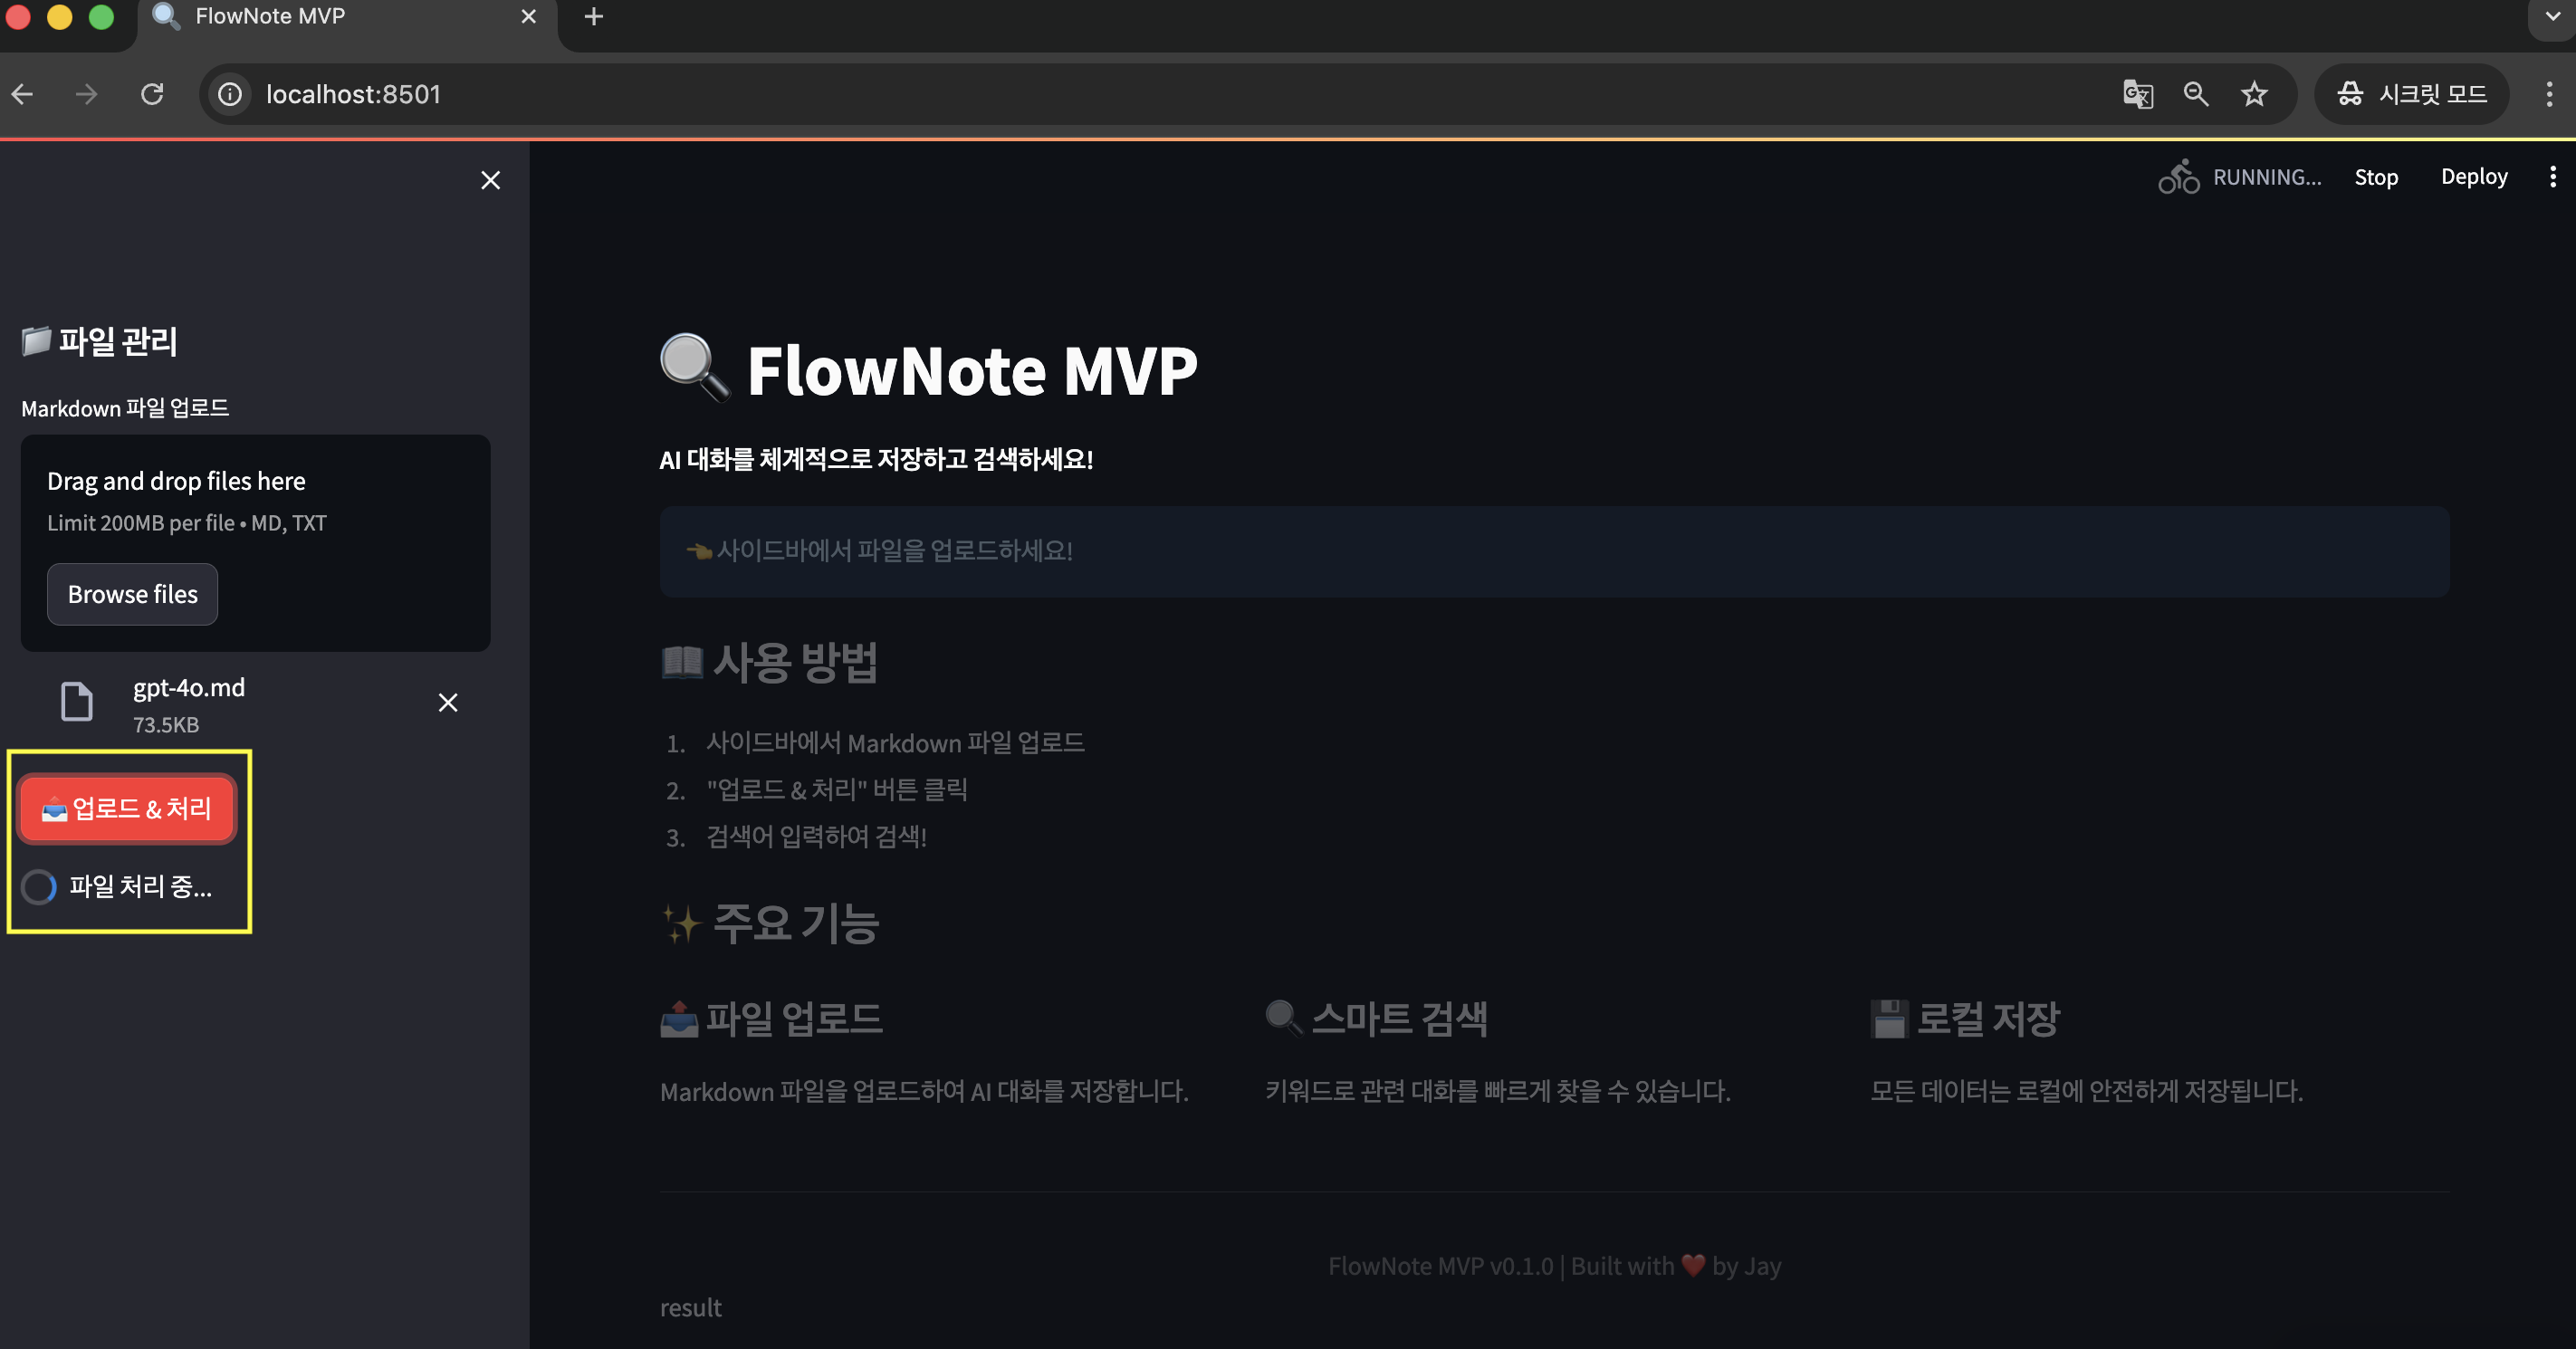 FlowNote MVP
localhost:8501
시크릿 모드
RUNNING...
Stop
Deploy
파일 관리
Markdown 파일 업로드
Drag and drop files here
Limit 200MB per file • MD, TXT
Browse files
gpt-4o.md
73.5KB
업로드 & 처리
파일 처리 중...
FlowNote MVP
AI 대화를 체계적으로 저장하고 검색하세요!
👈 사이드바에서 파일을 업로드하세요!
📖 사용 방법
1. 사이드바에서 Markdown 파일 업로드
2. "업로드 & 처리" 버튼 클릭
3. 검색어 입력하여 검색!
✨ 주요 기능
📤 파일 업로드
Markdown 파일을 업로드하여 AI 대화를 저장합니다.
🔍 스마트 검색
키워드로 관련 대화를 빠르게 찾을 수 있습니다.
💾 로컬 저장
모든 데이터는 로컬에 안전하게 저장됩니다.
FlowNote MVP v0.1.0 | Built with ❤️ by Jay
result